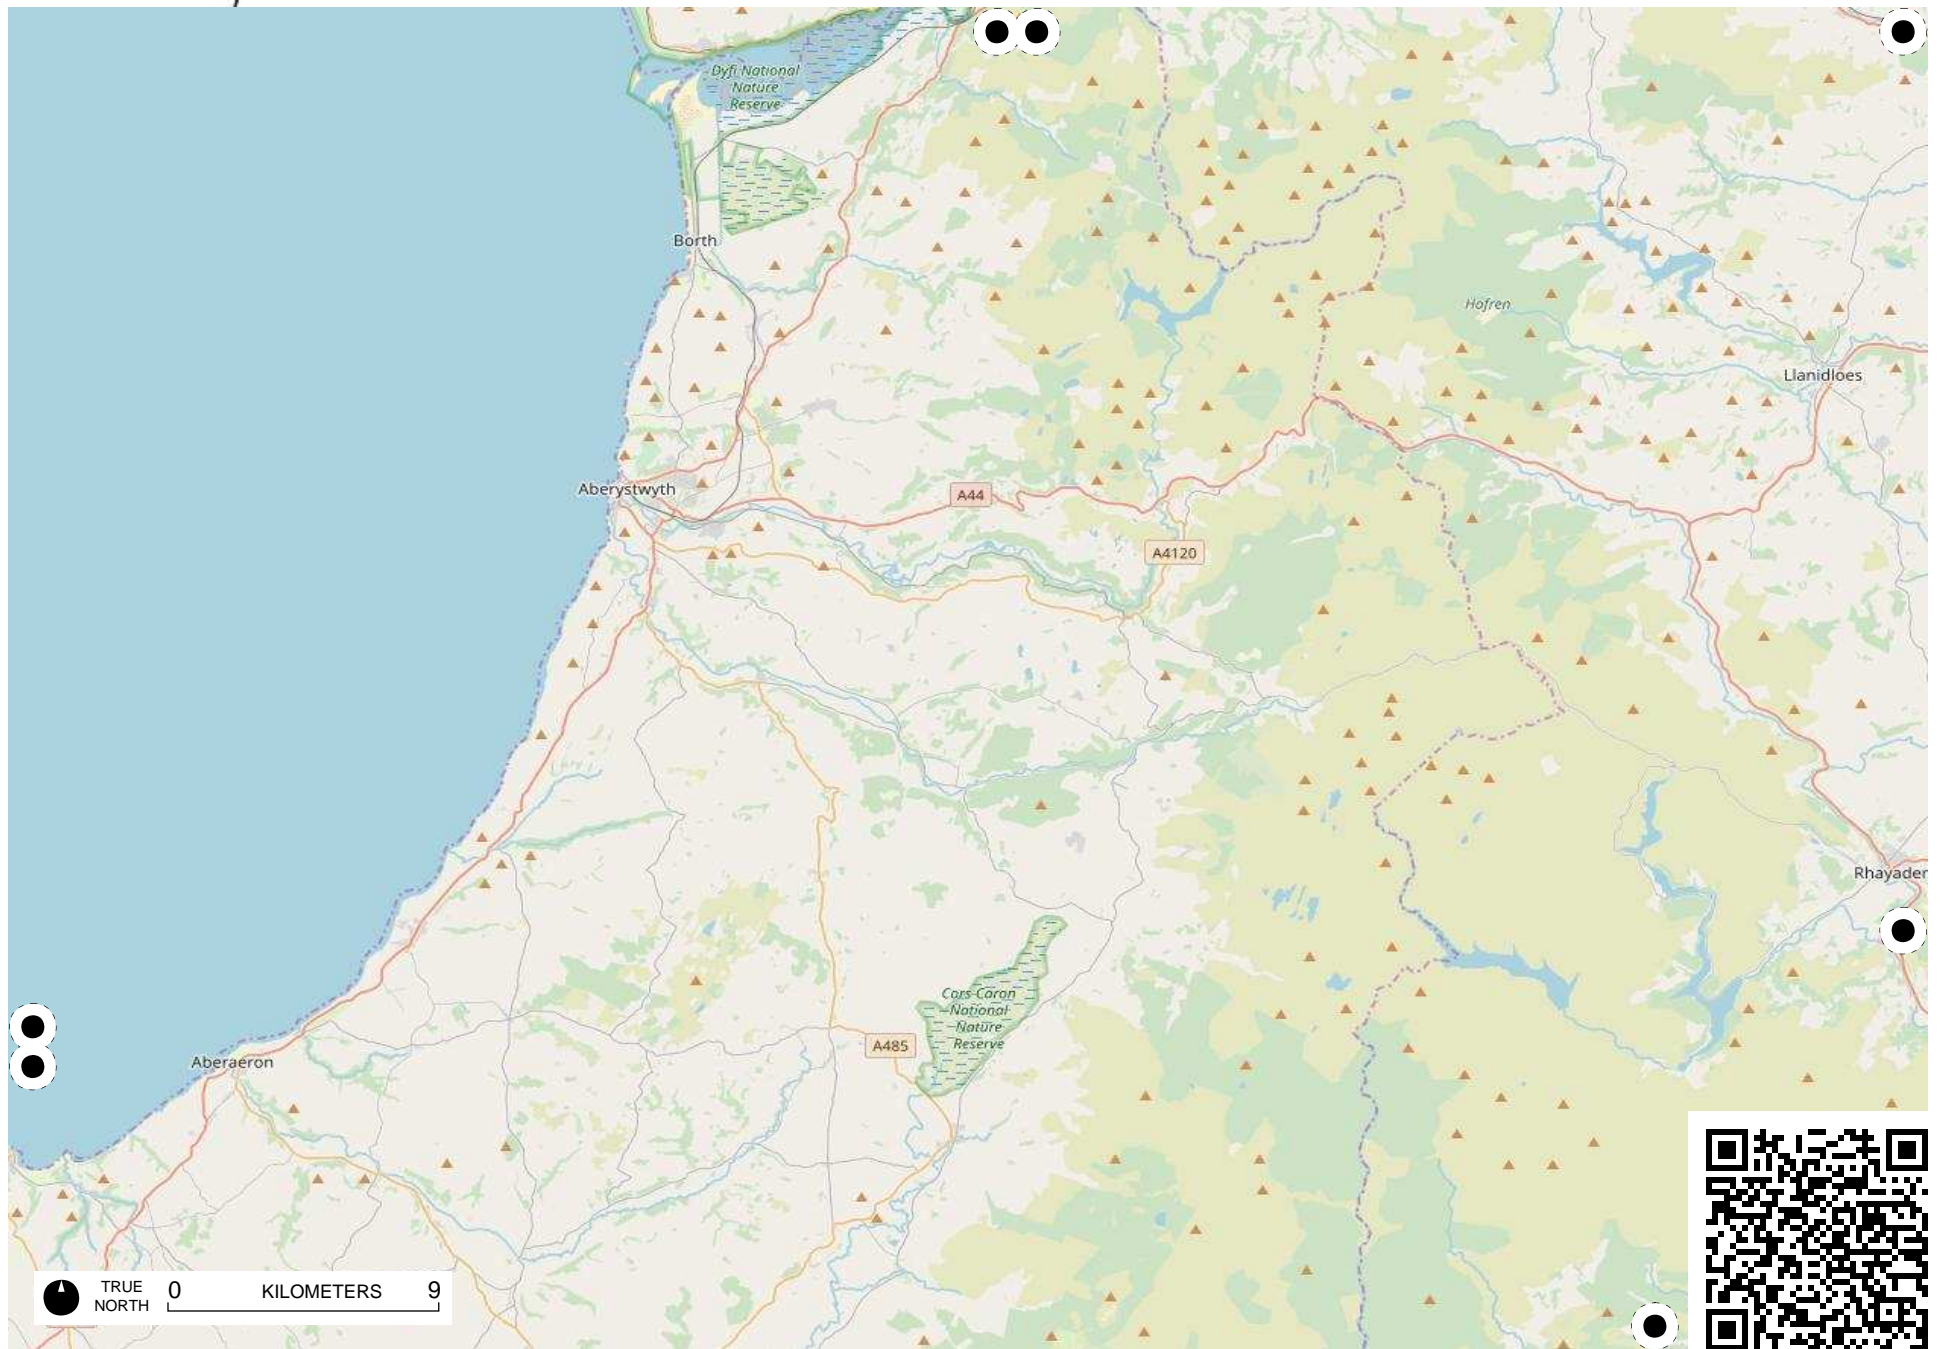 Dyfi National
Nature
Reserve
Borth
Hafren
Llanidloes
Aberystwyth
A44
A4120
Rhayader
Cors Caron
National
Nature
Reserve
A485
Aberaeron
TRUE
NORTH
0
KILOMETERS
9